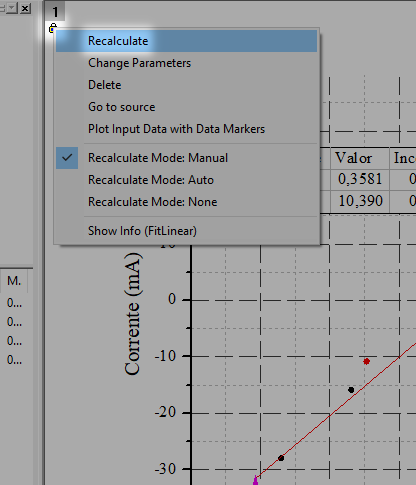 1
Recalculate
Change Parameters
Delete
Go to source
Plot Input Data with Data Markers
Recalculate Mode: Manual
Recalculate Mode: Auto
Recalculate Mode: None
Show Info (FitLinear)
Valor Inc
0,3581 0
10,390 0
M.
0...
0...
0...
0...
Corrente (mA)
0
-10
-20
-30